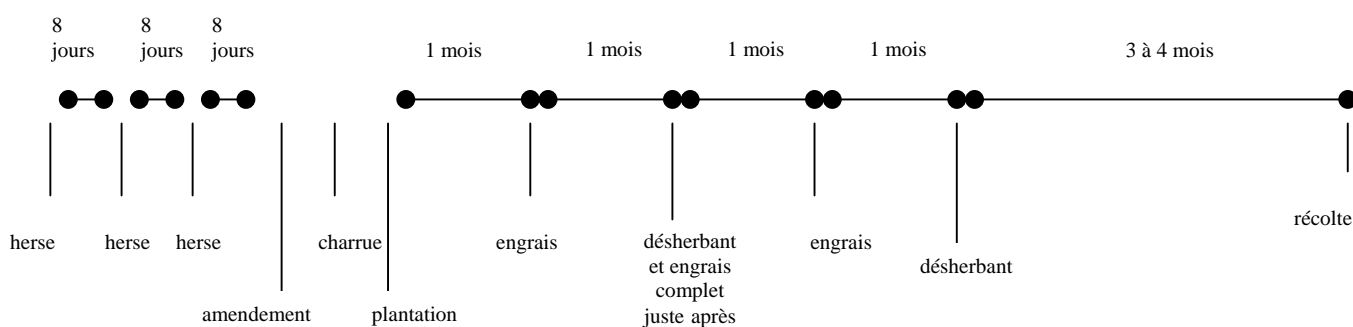 8
jours
8
jours
8
jours
1 mois
1 mois
1 mois
1 mois
3 à 4 mois
herse
herse
herse
amendement
charrue
plantation
engrais
désherbant
et engrais
complet
juste après
engrais
désherbant
récolte